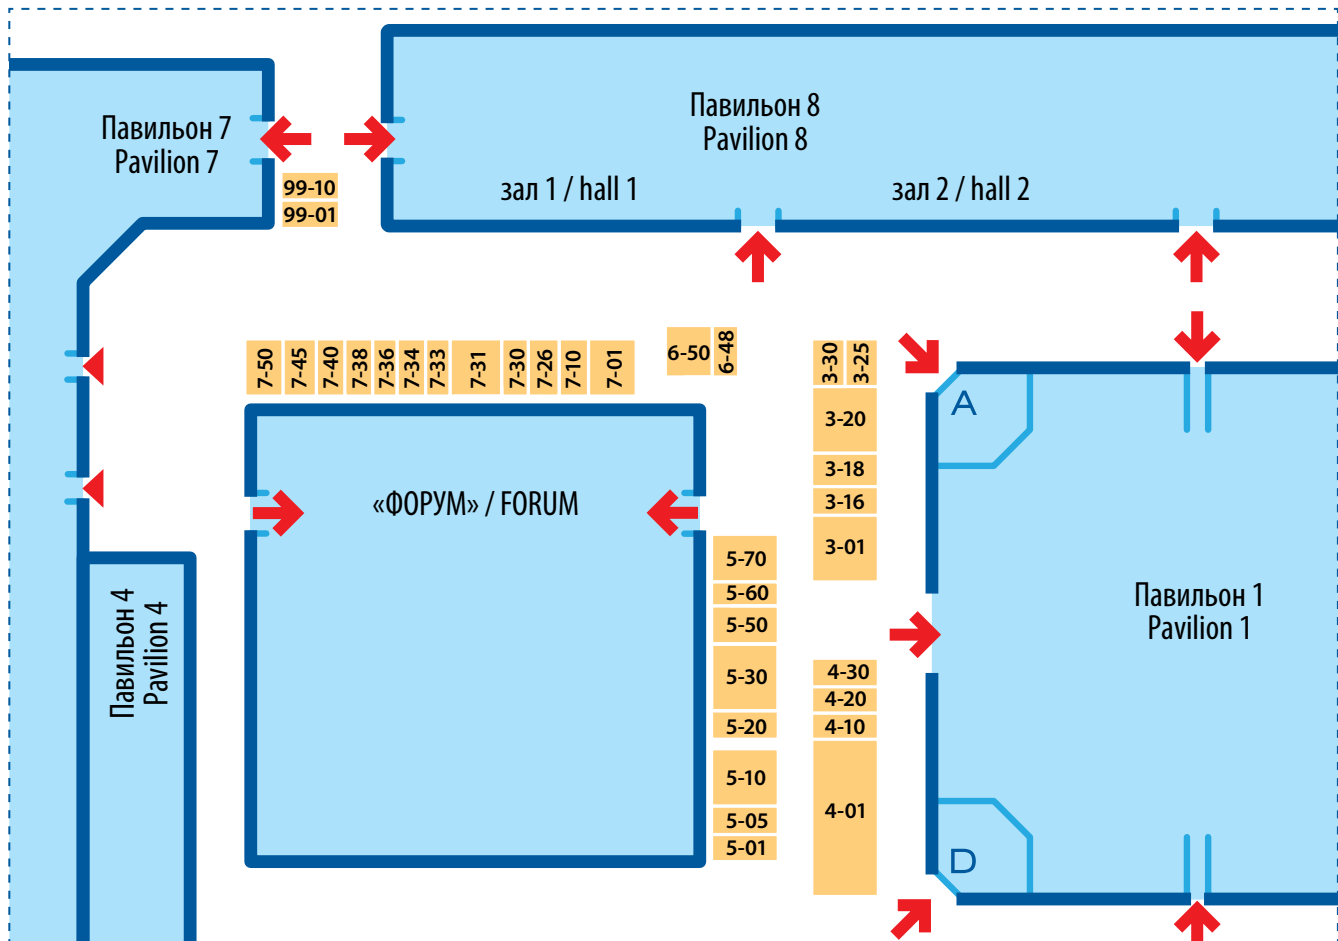 Павильон 7
Pavilion 7
Павильон 8
Pavilion 8
зал 1 / hall 1
зал 2 / hall 2
99-10
99-01
7-50
7-45
7-40
7-38
7-36
7-34
7-33
7-31
7-30
7-26
7-10
7-01
6-50
6-48
3-30
3-25
3-20
3-18
3-16
3-01
A
«ФОРУМ» / FORUM
5-70
5-60
5-50
5-30
5-20
5-10
5-05
5-01
4-30
4-20
4-10
4-01
Павильон 1
Pavilion 1
D
Павильон 4
Pavilion 4